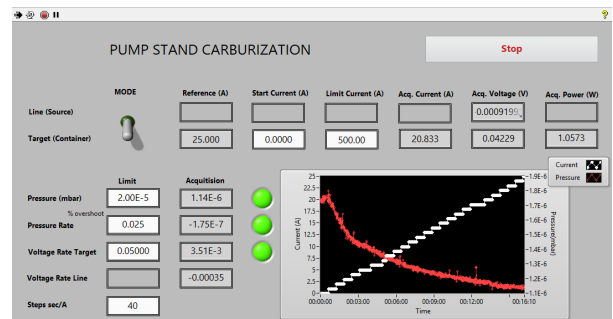 PUMP STAND CARBURIZATION
Stop
MODE
Reference (A) Start Current (A) Limit Current (A) Acq. Current (A) Acq. Voltage (V) Acq. Power (W)
Line (Source) 0.0009199
Target (Container) 25.000 0.0000 500.00 20.833 0.04229 1.0573
Limit Acquisition
Pressure (mbar) 2.00E-5 1.14E-6
% overshoot
Pressure Rate 0.025 -1.75E-7
Voltage Rate Target 0.05000 3.51E-3
Voltage Rate Line -0.00035
Steps sec/A 40
Current
Pressure
Current (A)
25-
22.5-
20-
17.5-
15-
12.5-
10-
7.5-
5-
2.5-
0-
-1.9E-6
-1.8E-6
-1.7E-6
-1.6E-6
-1.5E-6
-1.4E-6
-1.3E-6
-1.2E-6
-1.1E-6
Pressure(mbar)
00:00:00 00:03:00 00:06:00 00:09:00 00:12:00 00:16:10
Time